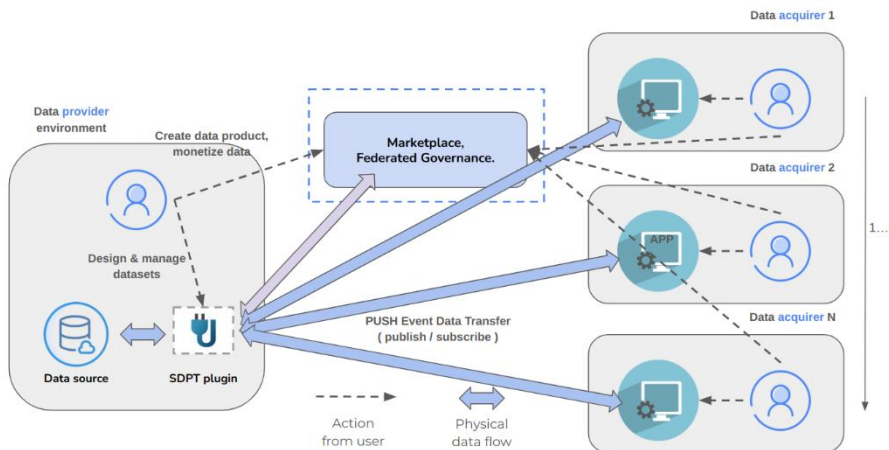 Data acquirer 1
Data provider
environment
Create data product,
monetize data
Marketplace,
Federated Governance.
Data acquirer 2
1...
APP
Design & manage
datasets
PUSH Event Data Transfer
( publish / subscribe )
Data acquirer N
Data source
SDPT plugin
Action
from user
Physical
data flow